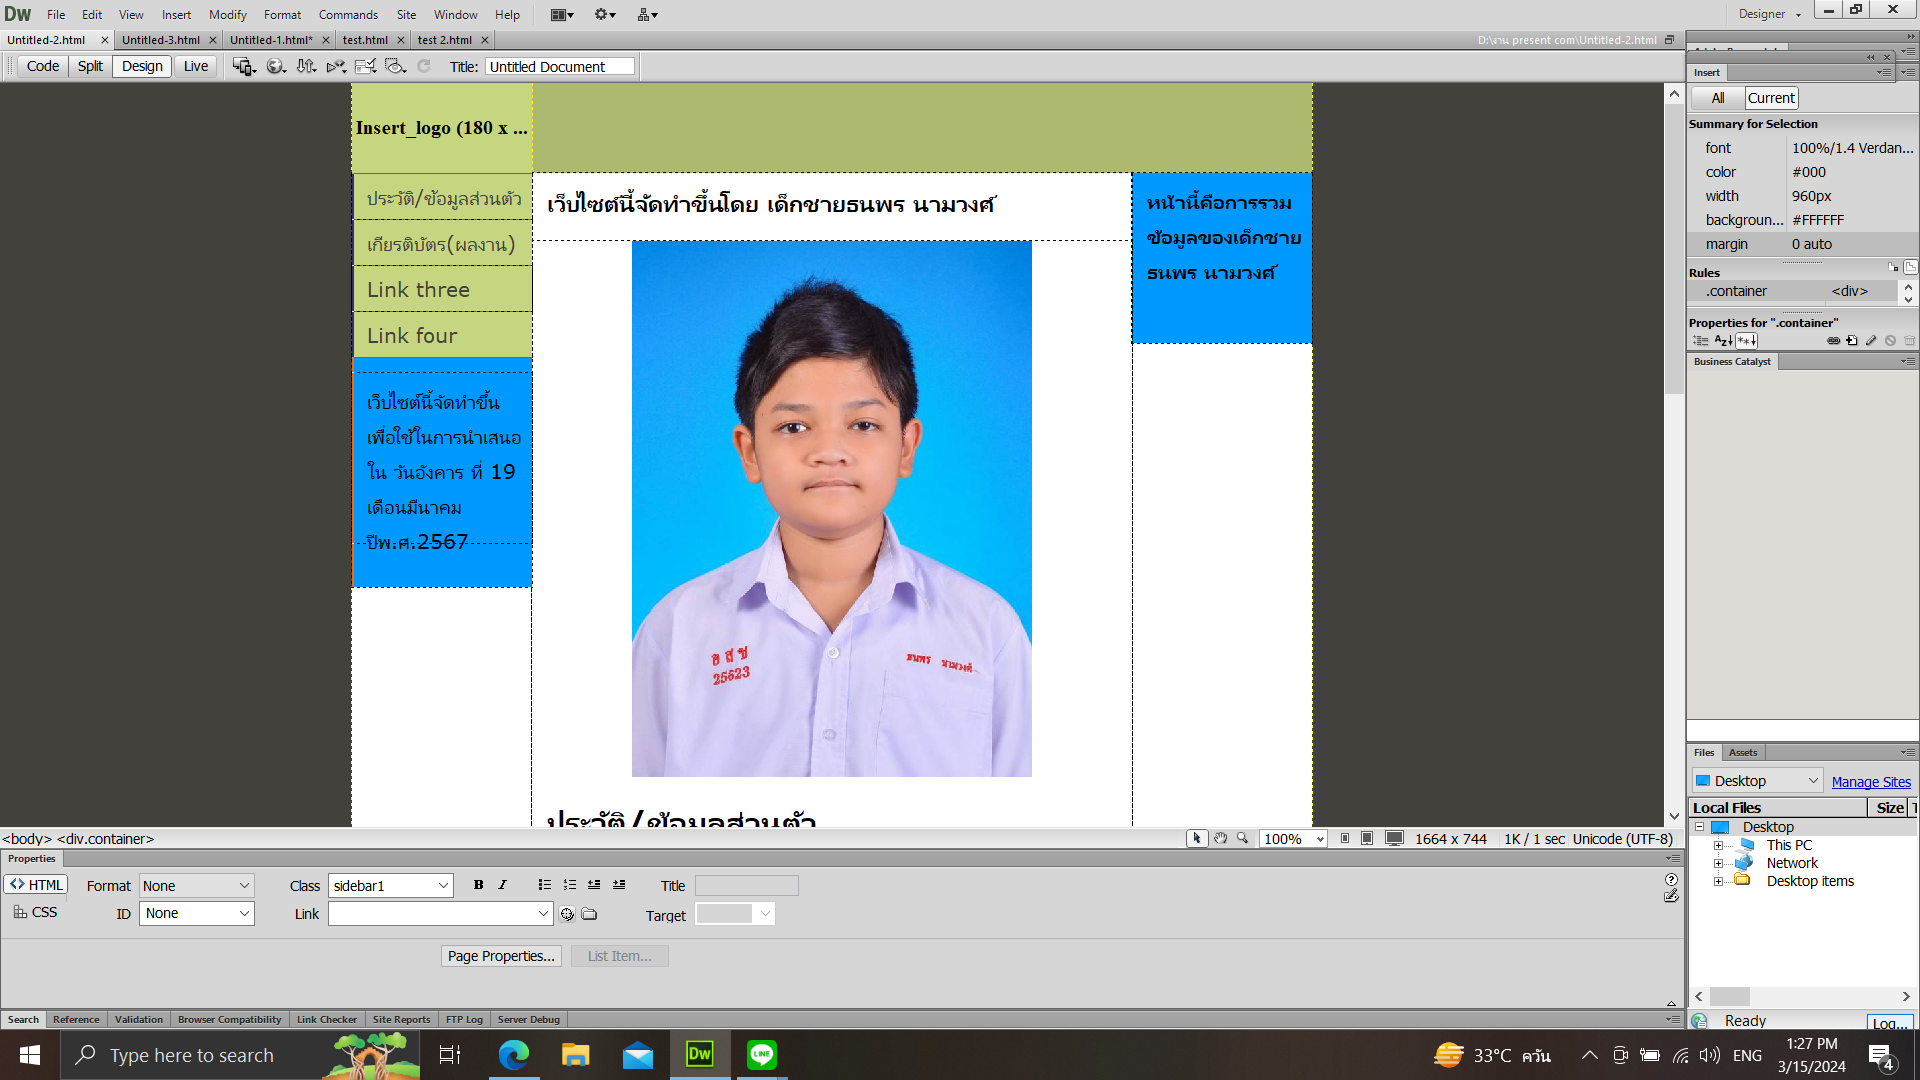 Dw File Edit View Insert Modify Format Commands Site Window Help
Designer
Untitled-2.html × Untitled-3.html × Untitled-1.html* × test.html × test 2.html ×
D:\งาน present com\Untitled-2.html
Code Split Design Live Title: Untitled Document
Insert_logo (180 x ...
ประวัติ/ข้อมูลส่วนตัว
เกียรติบัตร(ผลงาน)
Link three
Link four
เว็บไซต์นี้จัดทำขึ้น
เพื่อใช้ในการนำเสนอ
ใน วันอังคาร ที่ 19
เดือนมีนาคม
ปีพ.ศ.2567
เว็บไซต์นี้จัดทำขึ้นโดย เด็กชายธนพร นามวงศ์
อ ส ช
25623
ธนพร นามวงศ์
ประวัติ/ข้อมูลส่วนตัว
หน้านี้คือการรวม
ข้อมูลของเด็กชาย
ธนพร นามวงศ์
Insert
All Current
Summary for Selection
font 100%/1.4 Verdan...
color #000
width 960px
backgroun... #FFFFFF
margin 0 auto
Rules
.container <div>
Properties for ".container"
Business Catalyst
Files Assets
Desktop Manage Sites
Local Files Size
Desktop
This PC
Network
Desktop items
Ready Log...
<body> <div.container>
100% 1664 x 744 1K / 1 sec Unicode (UTF-8)
Properties
HTML Format None Class sidebar1 B I Title
CSS ID None Link Target
Page Properties... List Item...
Search Reference Validation Browser Compatibility Link Checker Site Reports FTP Log Server Debug
Type here to search
Dw
LINE
33°C ควัน
ENG
1:27 PM
3/15/2024
4